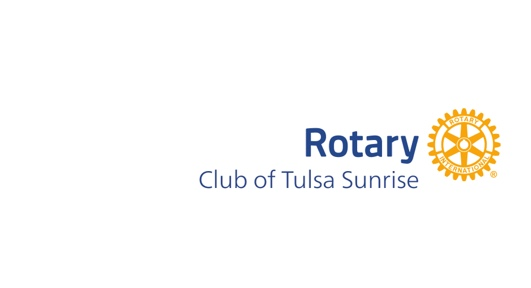 Rotary
Club of Tulsa Sunrise
ROTARY
INTERNATIONAL
®